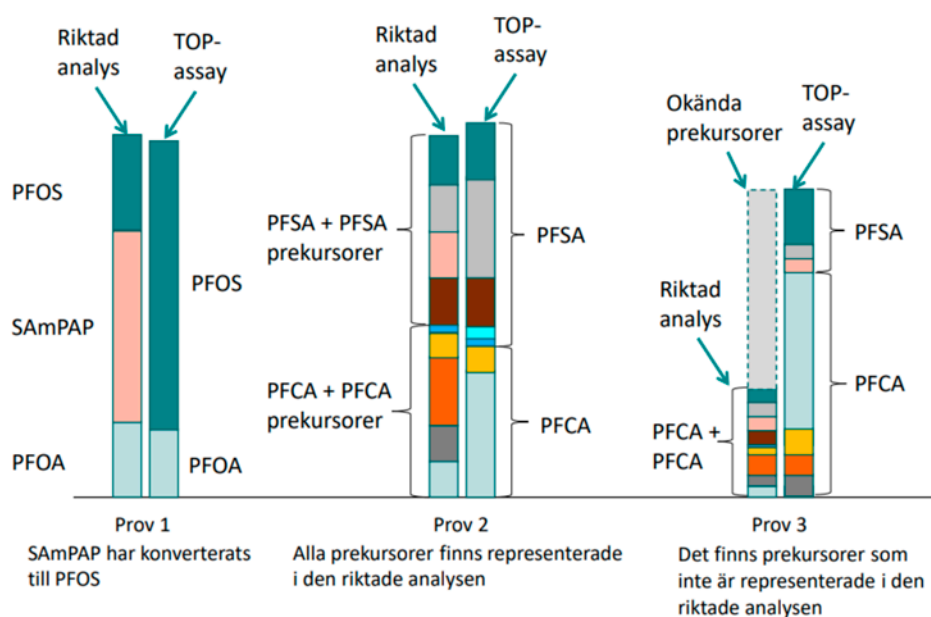 Riktad
analys
TOP-
assay
PFOS
SAmPAP
PFOA
PFOS
PFOA
Prov 1
SAmPAP har konverterats
till PFOS
Riktad
analys
TOP-
assay
PFSA + PFSA
prekursorer
PFCA + PFCA
prekursorer
PFSA
PFCA
Prov 2
Alla prekursorer finns representerade
i den riktade analysen
Okända
prekursorer
TOP-
assay
Riktad
analys
PFCA +
PFCA
PFSA
PFCA
Prov 3
Det finns prekursorer som
inte är representerade i den
riktade analysen